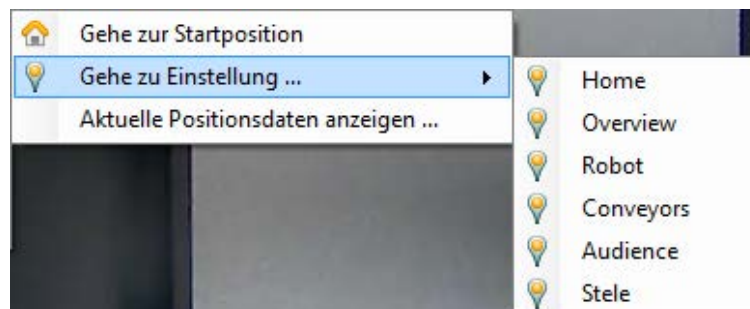 Gehe zur Startposition
Gehe zu Einstellung ...
Aktuelle Positionsdaten anzeigen ...
Home
Overview
Robot
Conveyors
Audience
Stele